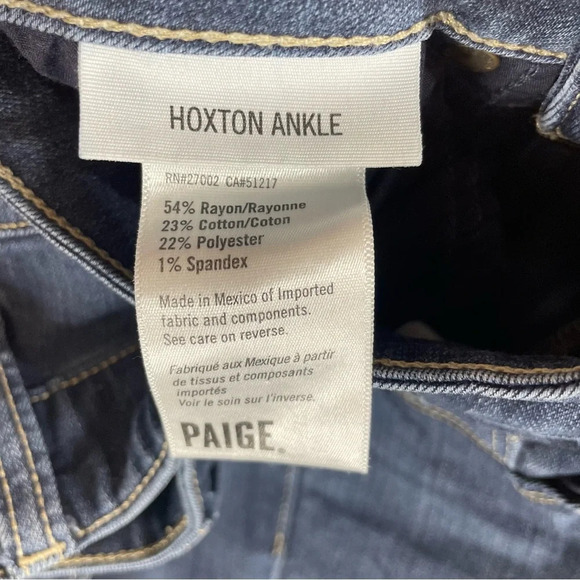 HOXTON ANKLE
RN#27002 CA#51217
54% Rayon/Rayonne
23% Cotton/Coton
22% Polyester
1% Spandex
Made in Mexico of Imported
fabric and components.
See care on reverse.
Fabriqué aux Mexique à partir
de tissus et composants
importés
Voir le soin sur l'inverse.
PAIGE.